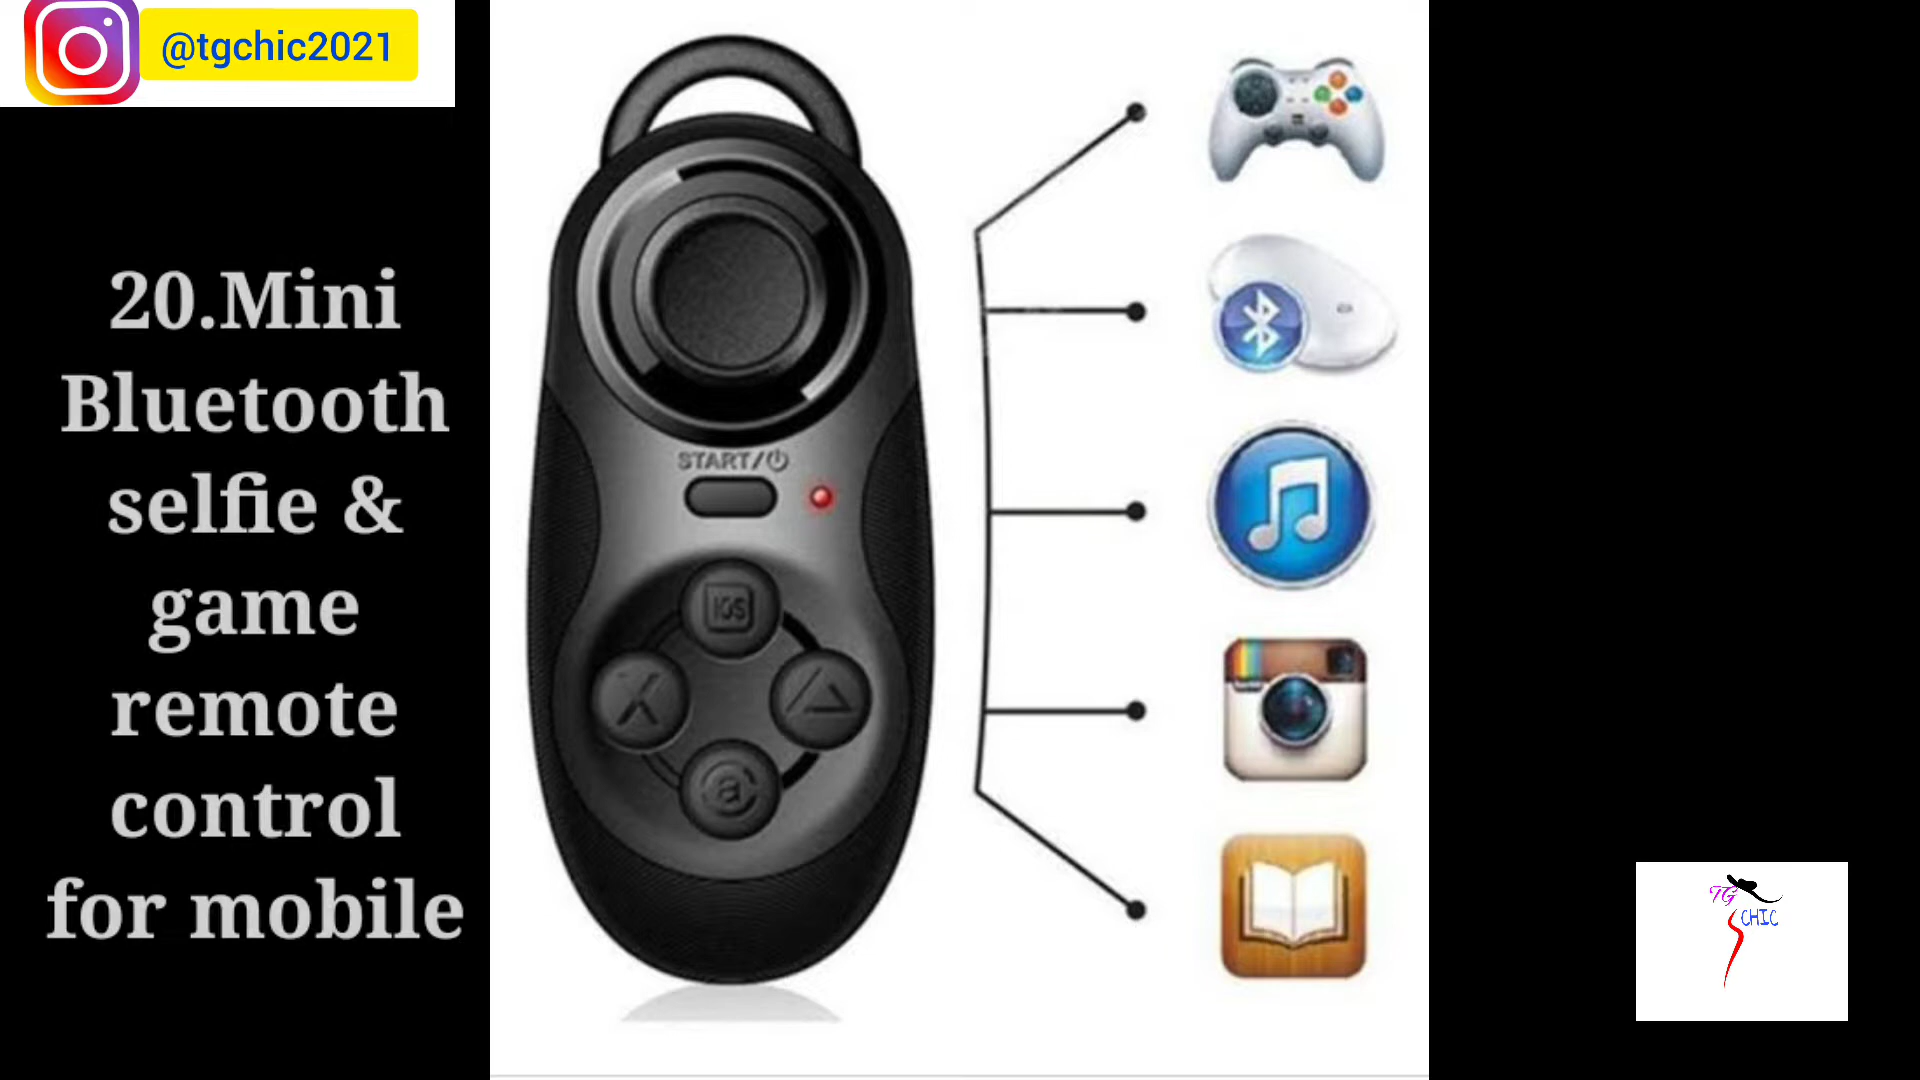 @tgchic2021
20.Mini
Bluetooth
selfie &
game
remote
control
for mobile
START/
iOS
X
@
TG
CHIC